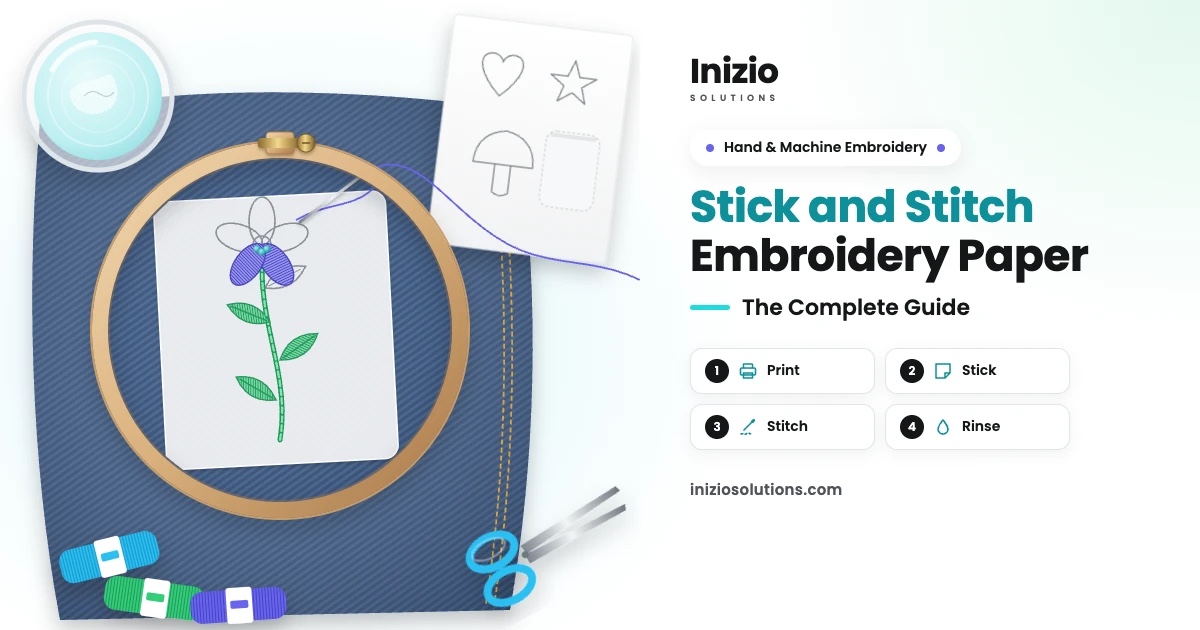 Inizio
SOLUTIONS
Hand & Machine Embroidery
Stick and Stitch
Embroidery Paper
The Complete Guide
1 Print
2 Stick
3 Stitch
4 Rinse
iniziosolutions.com